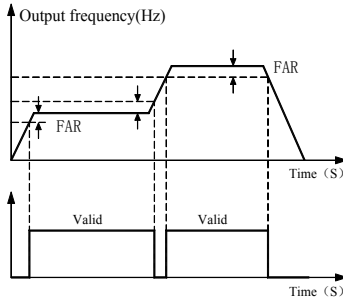 Output frequency(Hz)
FAR
FAR
Time（S）
Valid
Valid
Time（S）